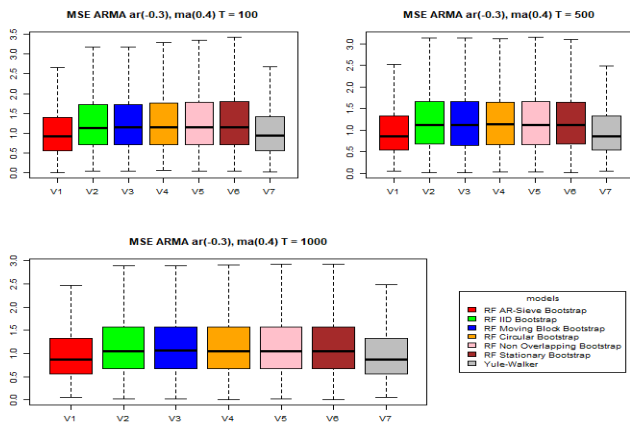 MSE ARMA ar(-0.3), ma(0.4) T = 100
3.5
3.0
2.5
2.0
1.5
1.0
0.5
0.0
V1 V2 V3 V4 V5 V6 V7
MSE ARMA ar(-0.3), ma(0.4) T = 500
3.0
2.5
2.0
1.5
1.0
0.5
0.0
V1 V2 V3 V4 V5 V6 V7
MSE ARMA ar(-0.3), ma(0.4) T = 1000
3.0
2.5
2.0
1.5
1.0
0.5
0.0
V1 V2 V3 V4 V5 V6 V7
models
RF AR-Sieve Bootstrap
RF IID Bootstrap
RF Moving Block Bootstrap
RF Circular Bootstrap
RF Non Overlapping Bootstrap
RF Stationary Bootstrap
Yule-Walker